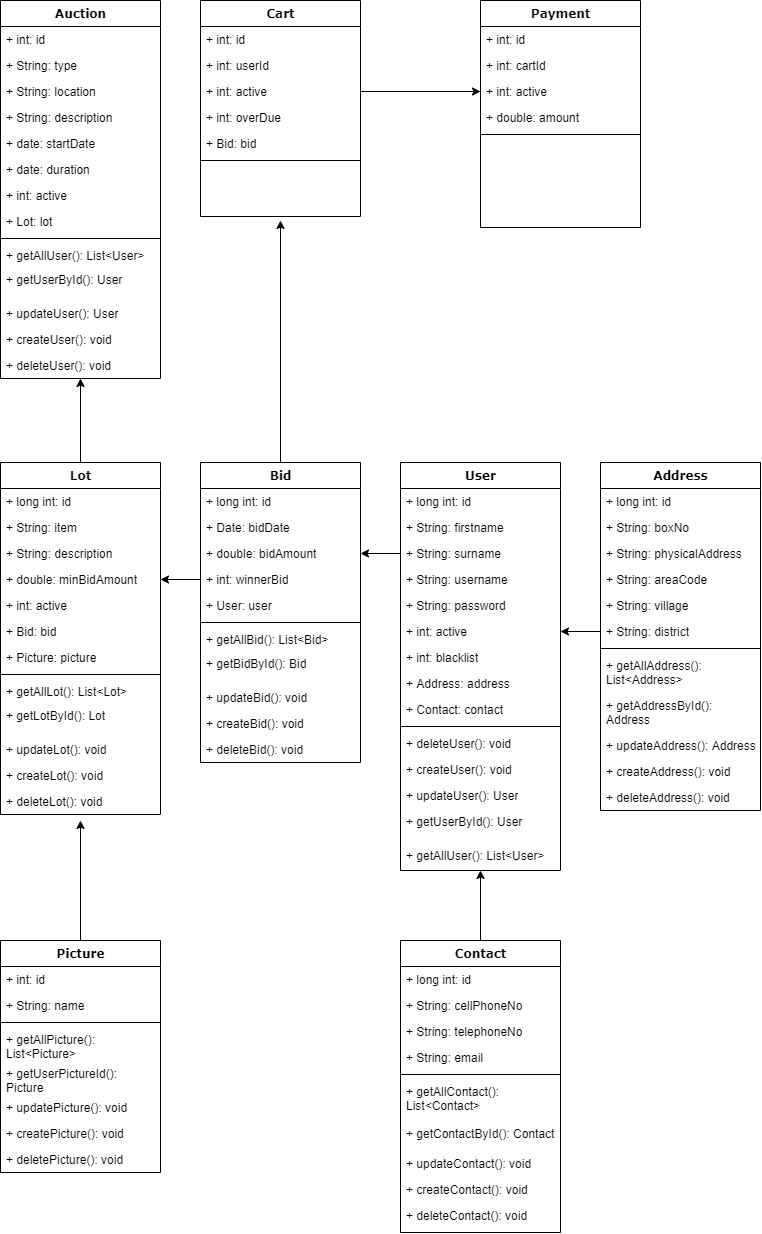 Auction
+ int: id
+ String: type
+ String: location
+ String: description
+ date: startDate
+ date: duration
+ int: active
+ Lot: lot
+ getAllUser(): List<User>
+ getUserById(): User
+ updateUser(): User
+ createUser(): void
+ deleteUser(): void
Cart
+ int: id
+ int: userId
+ int: active
+ int: overDue
+ Bid: bid
Payment
+ int: id
+ int: cartId
+ int: active
+ double: amount
Lot
+ long int: id
+ String: item
+ String: description
+ double: minBidAmount
+ int: active
+ Bid: bid
+ Picture: picture
+ getAllLot(): List<Lot>
+ getLotById(): Lot
+ updateLot(): void
+ createLot(): void
+ deleteLot(): void
Bid
+ long int: id
+ Date: bidDate
+ double: bidAmount
+ int: winnerBid
+ User: user
+ getAllBid(): List<Bid>
+ getBidById(): Bid
+ updateBid(): void
+ createBid(): void
+ deleteBid(): void
User
+ long int: id
+ String: firstname
+ String: surname
+ String: username
+ String: password
+ int: active
+ int: blacklist
+ Address: address
+ Contact: contact
+ deleteUser(): void
+ createUser(): void
+ updateUser(): User
+ getUserById(): User
+ getAllUser(): List<User>
Address
+ long int: id
+ String: boxNo
+ String: physicalAddress
+ String: areaCode
+ String: village
+ String: district
+ getAllAddress():
List<Address>
+ getAddressById():
Address
+ updateAddress(): Address
+ createAddress(): void
+ deleteAddress(): void
Picture
+ int: id
+ String: name
+ getAllPicture():
List<Picture>
+ getUserPictureId():
Picture
+ updatePicture(): void
+ createPicture(): void
+ deletePicture(): void
Contact
+ long int: id
+ String: cellPhoneNo
+ String: telephoneNo
+ String: email
+ getAllContact():
List<Contact>
+ getContactById(): Contact
+ updateContact(): void
+ createContact(): void
+ deleteContact(): void